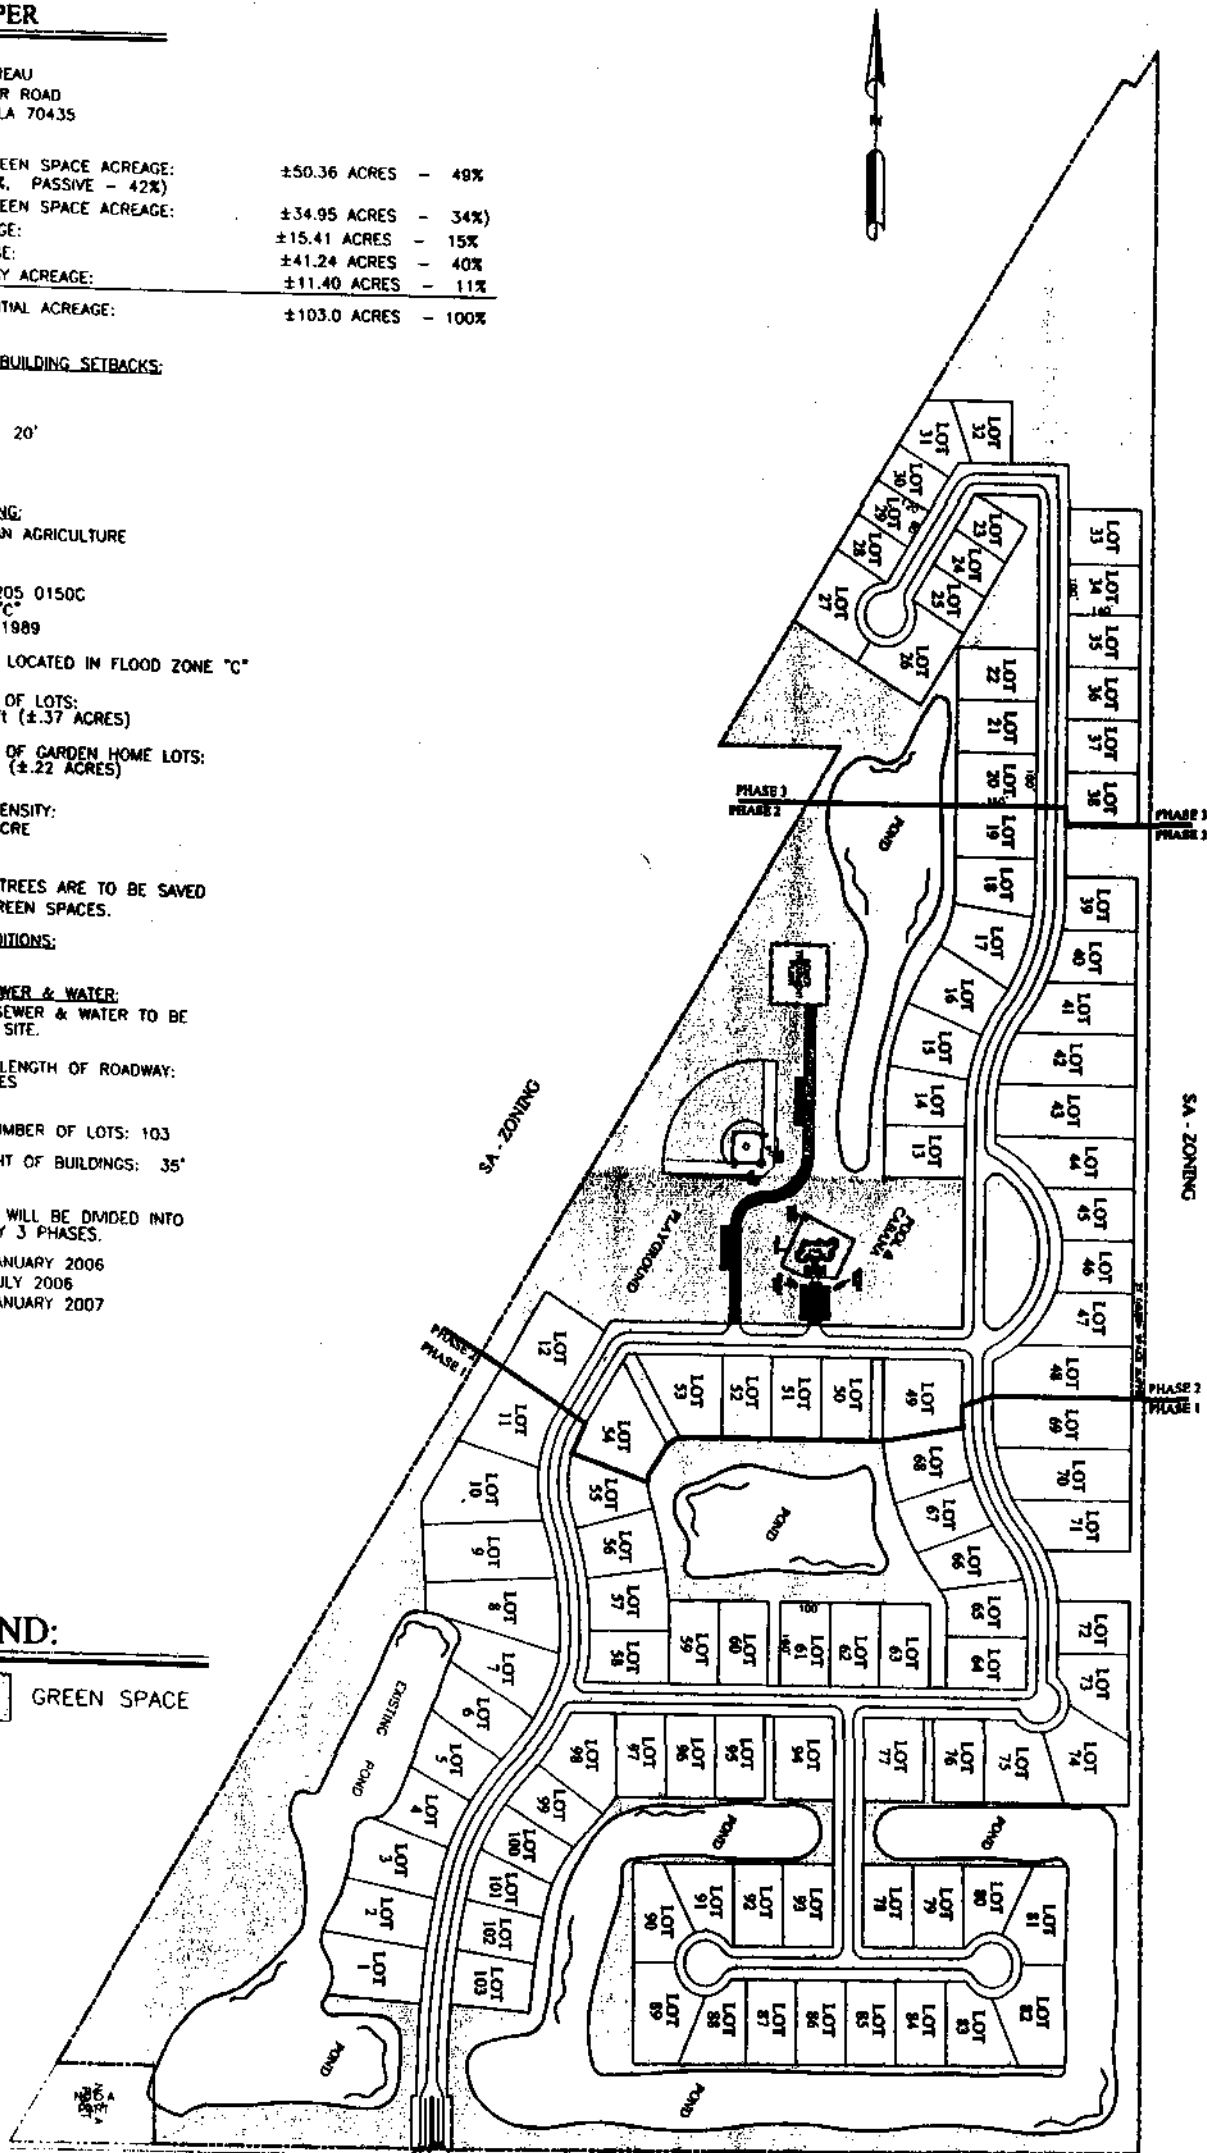 PER
EAU
R ROAD
LA 70435
EEN SPACE ACREAGE: ±50.36 ACRES - 49%
%, PASSIVE - 42%)
EEN SPACE ACREAGE: ±34.95 ACRES - 34%)
GE: ±15.41 ACRES - 15%
GE: ±41.24 ACRES - 40%
Y ACREAGE: ±11.40 ACRES - 11%
TIAL ACREAGE: ±103.0 ACRES - 100%
BUILDING SETBACKS:
20'
NG:
AN AGRICULTURE
205 0150C
"C"
1989
LOCATED IN FLOOD ZONE "C"
OF LOTS:
ft (±.37 ACRES)
OF GARDEN HOME LOTS:
(±.22 ACRES)
ENSITY:
CRE
TREES ARE TO BE SAVED
REEN SPACES.
DITIONS:
WER & WATER:
SEWER & WATER TO BE
SITE.
LENGTH OF ROADWAY:
ES
UMBER OF LOTS: 103
HT OF BUILDINGS: 35'
WILL BE DIVIDED INTO
Y 3 PHASES.
ANUARY 2006
ULY 2006
ANUARY 2007
ND:
GREEN SPACE
LOT 32
LOT 31
LOT 30
LOT 29
LOT 28
LOT 27
LOT 26
LOT 25
LOT 24
LOT 23
LOT 33
LOT 34
100'
LOT 35
LOT 36
LOT 37
LOT 38
LOT 22
LOT 21
LOT 20
LOT 19
LOT 18
LOT 17
LOT 16
LOT 15
LOT 14
LOT 13
PHASE 3
PHASE 2
PHASE 3
POND
LOT 39
LOT 40
LOT 41
LOT 42
LOT 43
LOT 44
LOT 45
LOT 46
LOT 47
LOT 48
SA - ZONING
SA - ZONING
POOL &
CABANA
PLAYGROUND
PHASE 2
PHASE 1
PHASE 2
PHASE 1
LOT 12
LOT 11
LOT 10
LOT 9
LOT 8
LOT 7
LOT 6
LOT 5
LOT 4
LOT 3
LOT 2
LOT 1
LOT 53
LOT 52
LOT 51
LOT 50
LOT 49
LOT 54
LOT 55
LOT 56
LOT 57
LOT 58
LOT 59
LOT 60
100
LOT 61
LOT 62
LOT 63
LOT 64
LOT 65
LOT 66
LOT 67
LOT 68
LOT 69
LOT 70
LOT 71
LOT 72
LOT 73
LOT 74
LOT 75
LOT 76
LOT 77
POND
EXISTING POND
LOT 94
LOT 95
LOT 96
LOT 97
LOT 98
LOT 99
LOT 100
LOT 101
LOT 102
LOT 103
POND
POND
LOT 90
LOT 91
LOT 92
LOT 93
LOT 78
LOT 79
LOT 80
LOT 81
LOT 89
LOT 88
LOT 87
LOT 86
LOT 85
LOT 84
LOT 83
LOT 82
POND
POND